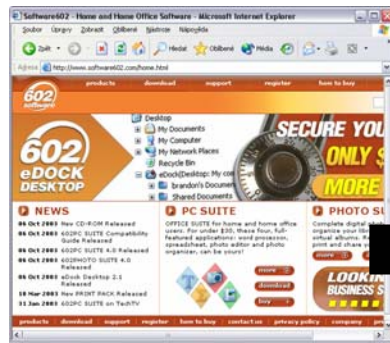 Software602 - Home and Home Office Software - Microsoft Internet Explorer
Soubor Úpravy Zobrazit Oblíbené Nástroje Nápověda
Zpět Hledat Oblíbené Média
Adresa http://www.software602.com/home.html
products download support register how to buy
602
software
Desktop
My Documents
My Computer
My Network Places
Recycle Bin
eDock(Desktop: My com
brandon's Documen
Shared Documents
602
eDOCK
DESKTOP
SECURE YOU
ONLY $
MORE
NEWS
06 Oct 2003 New CD-ROM Released
06 Oct 2003 602PC SUITE Compatibility
Guide Released
06 Oct 2003 602PC SUITE 4.0 Released
06 Oct 2003 602PHOTO SUITE 4.0
Released
06 Oct 2003 eDock Desktop 2.1
Released
10 Mar 2003 New PRINT PACK Released
31 Jan 2003 602PC SUITE on TechTV
PC SUITE
OFFICE SUITE for home and home office
users. For under $30, these four, full-
featured applications: word processor,
spreadsheet, photo editor and photo
organizer, can be yours!
more
download
buy
PHOTO SU
Complete digital
organize your
virtual albums.
print and share
more
LOOKIN
BUSINESS S
products download support register how to buy contact us privacy policy company